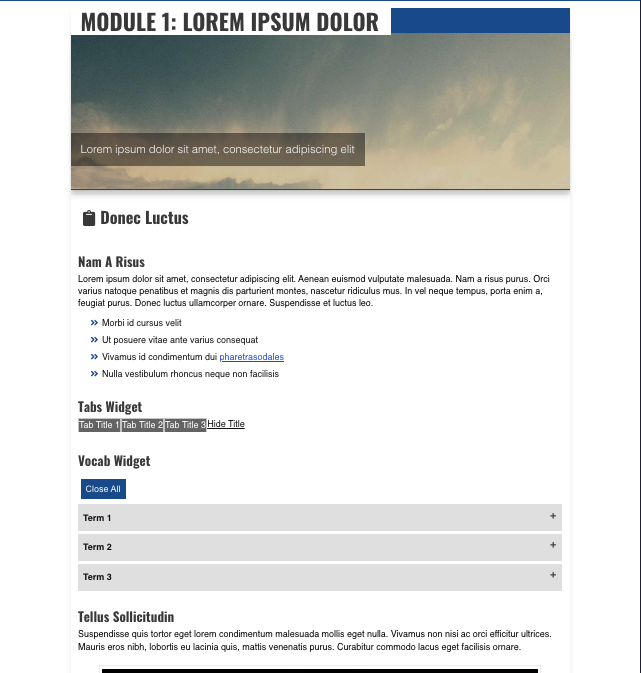 MODULE 1: LOREM IPSUM DOLOR
Lorem ipsum dolor sit amet, consectetur adipiscing elit
Donec Luctus
Nam A Risus
Lorem ipsum dolor sit amet, consectetur adipiscing elit. Aenean euismod vulputate malesuada. Nam a risus purus. Orci
varius natoque penatibus et magnis dis parturient montes, nascetur ridiculus mus. In vel neque tempus, porta enim a,
feugiat purus. Donec luctus ullamcorper ornare. Suspendisse et luctus leo.
Morbi id cursus velit
Ut posuere vitae ante varius consequat
Vivamus id condimentum dui pharetrasodales
Nulla vestibulum rhoncus neque non facilisis
Tabs Widget
Tab Title 1 Tab Title 2 Tab Title 3 Hide Title
Vocab Widget
Close All
Term 1 +
Term 2 +
Term 3 +
Tellus Sollicitudin
Suspendisse quis tortor eget lorem condimentum malesuada mollis eget nulla. Vivamus non nisi ac orci efficitur ultrices.
Mauris eros nibh, lobortis eu lacinia quis, mattis venenatis purus. Curabitur commodo lacus eget facilisis ornare.